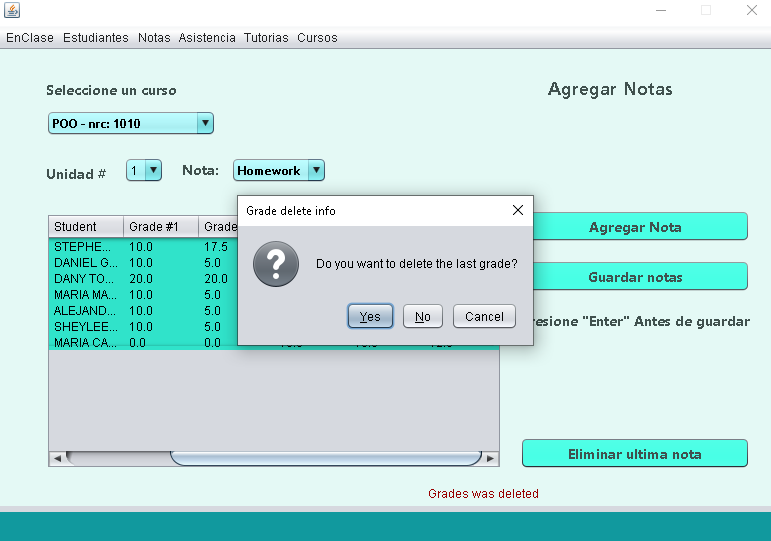 EnClase Estudiantes Notas Asistencia Tutorias Cursos
Seleccione un curso
Agregar Notas
POO - nrc: 1010
Unidad # 1 Nota: Homework
Grade delete info
Do you want to delete the last grade?
Yes No Cancel
Student Grade #1 Grade
STEPHE... 10.0 17.5
DANIEL G... 10.0 5.0
DANY TO... 20.0 20.0
MARIA MA... 10.0 5.0
ALEJAND... 10.0 5.0
SHEYLEE... 10.0 5.0
MARIA CA... 0.0 0.0
Agregar Nota
Guardar notas
resione "Enter" Antes de guardar
Eliminar ultima nota
Grades was deleted